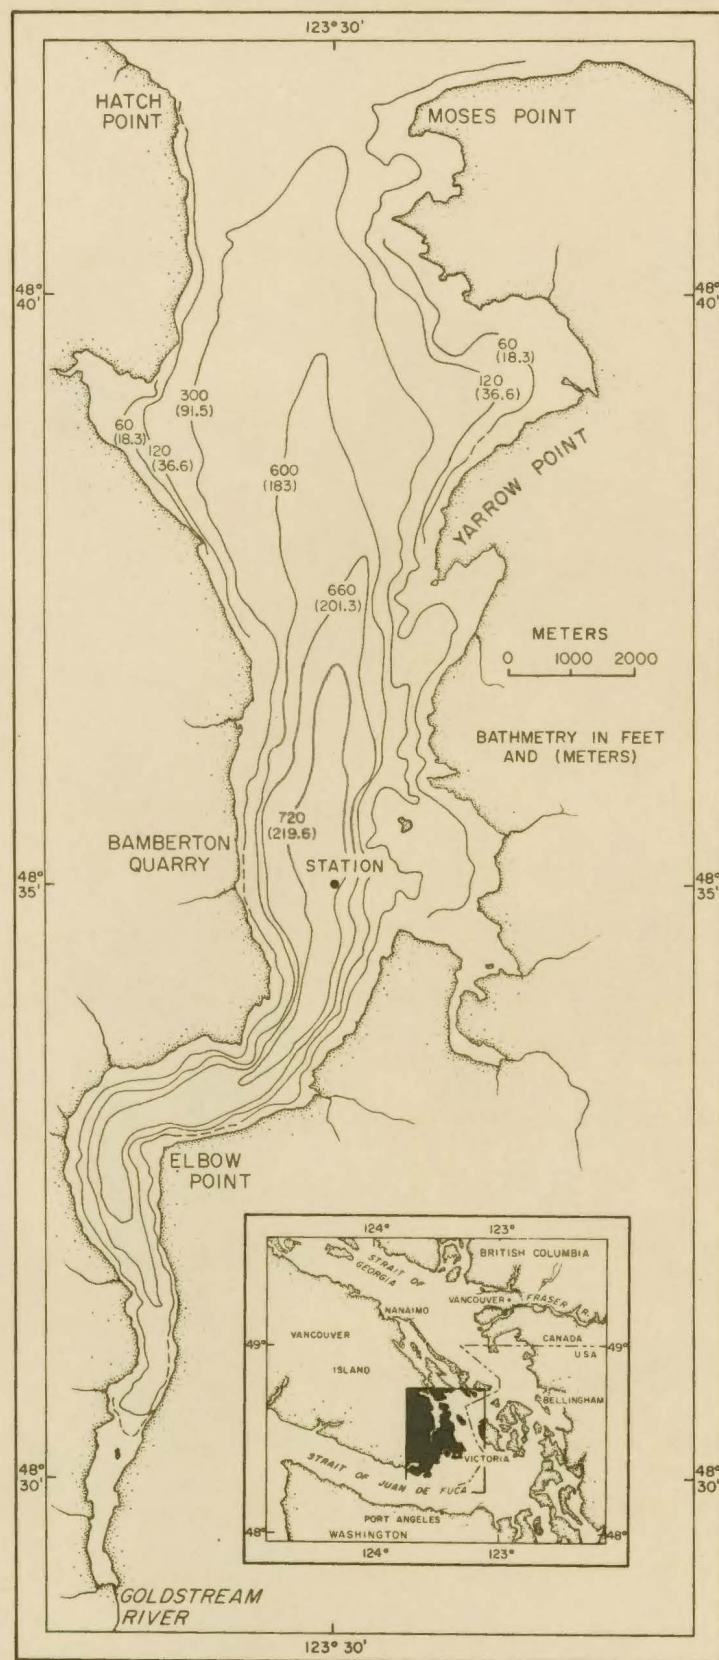 123° 30'
HATCH
POINT
MOSES POINT
48°
40'
48°
40'
60
(18.3)
120
(36.6)
300
(91.5)
60
(18.3)
120
(36.6)
600
(183)
YARROW POINT
660
(201.3)
METERS
0 1000 2000
BATHMETRY IN FEET
AND (METERS)
720
(219.6)
BAMBERTON
QUARRY
STATION
48°
35'
48°
35'
ELBOW
POINT
124° 123°
STRAIT OF
GEORGIA
BRITISH COLUMBIA
VANCOUVER
FRASER R.
NANAIMO
VANCOUVER
ISLAND
49°
CANADA
USA
49°
BELLINGHAM
VICTORIA
STRAIT OF JUAN DE FUCA
PORT ANGELES
WASHINGTON
48°
48°
124° 123°
48°
30'
48°
30'
GOLDSTREAM
RIVER
123° 30'